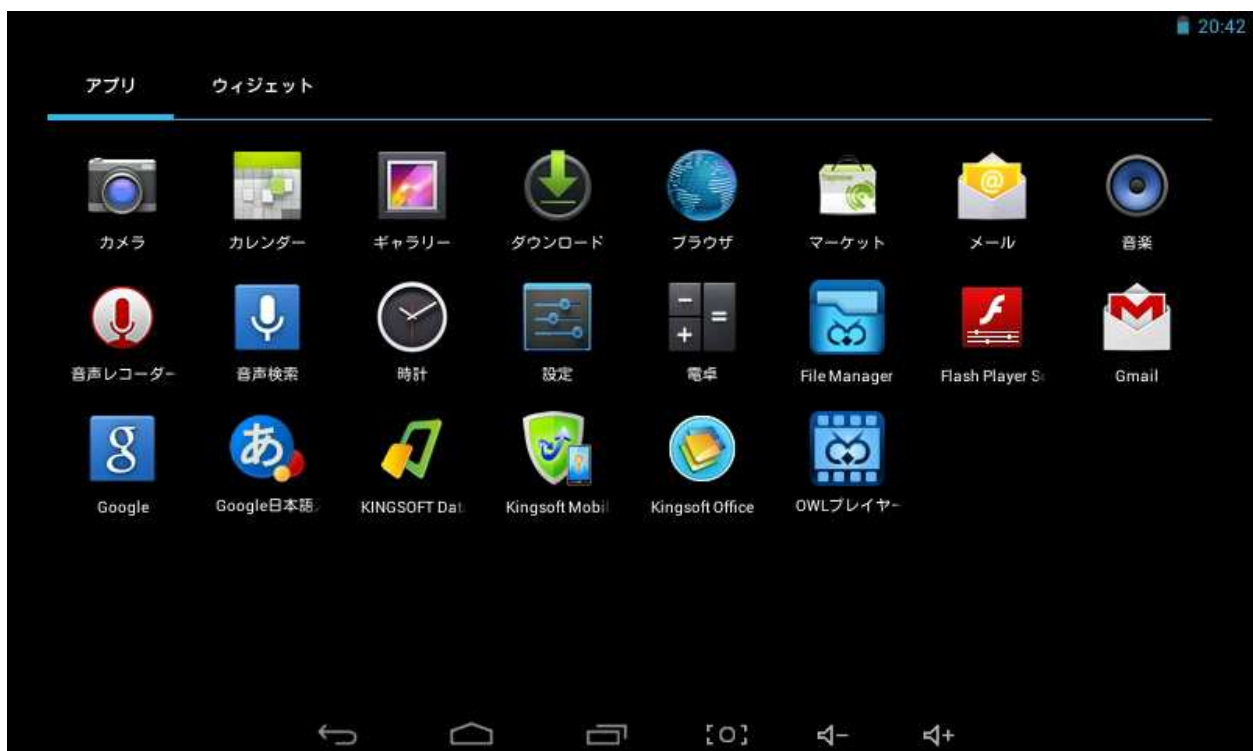 20:42
アプリ ウィジェット
カメラ カレンダー ギャラリー ダウンロード ブラウザ マーケット メール 音楽
音声レコーダー 音声検索 時計 設定 電卓 File Manager Flash Player Gmail
Google Google日本語 KINGSOFT Dat Kingsoft Mobi Kingsoft Office OWLプレイヤー